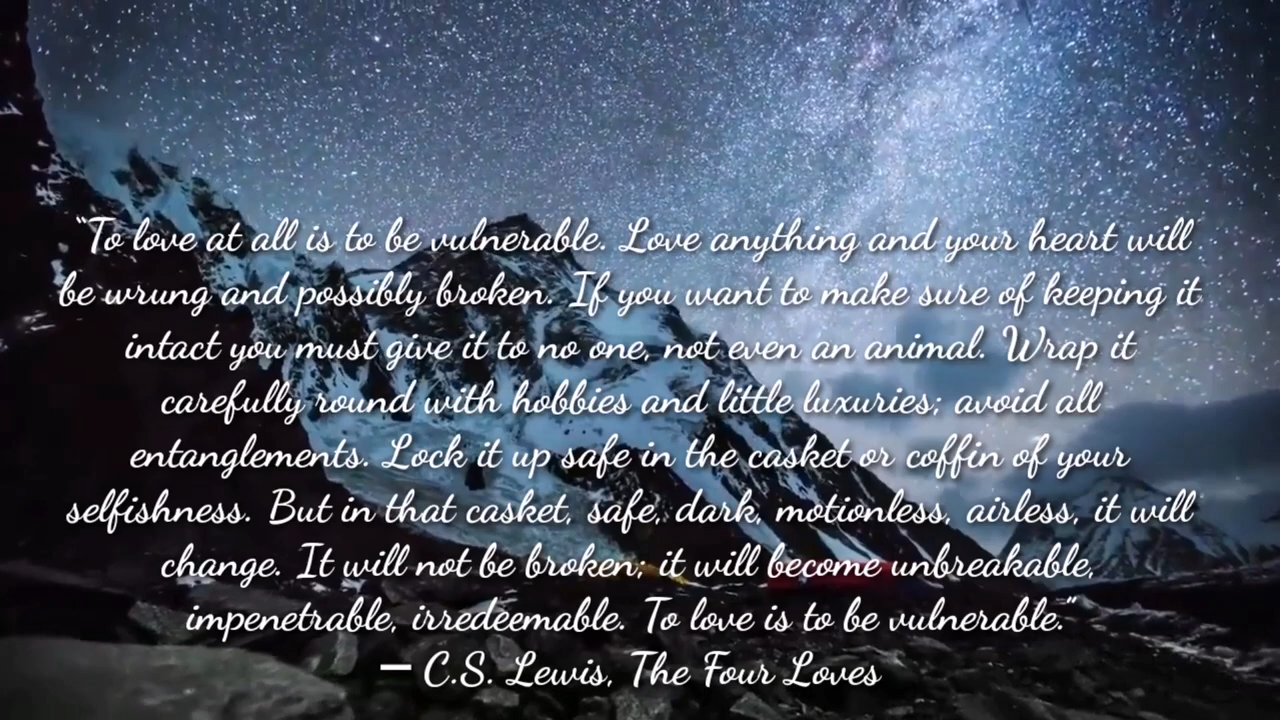 “To love at all is to be vulnerable. Love anything and your heart will
be wrung and possibly broken. If you want to make sure of keeping it
intact you must give it to no one, not even an animal. Wrap it
carefully round with hobbies and little luxuries; avoid all
entanglements. Lock it up safe in the casket or coffin of your
selfishness. But in that casket, safe, dark, motionless, airless, it will
change. It will not be broken; it will become unbreakable,
impenetrable, irredeemable. To love is to be vulnerable.”
— C.S. Lewis, The Four Loves